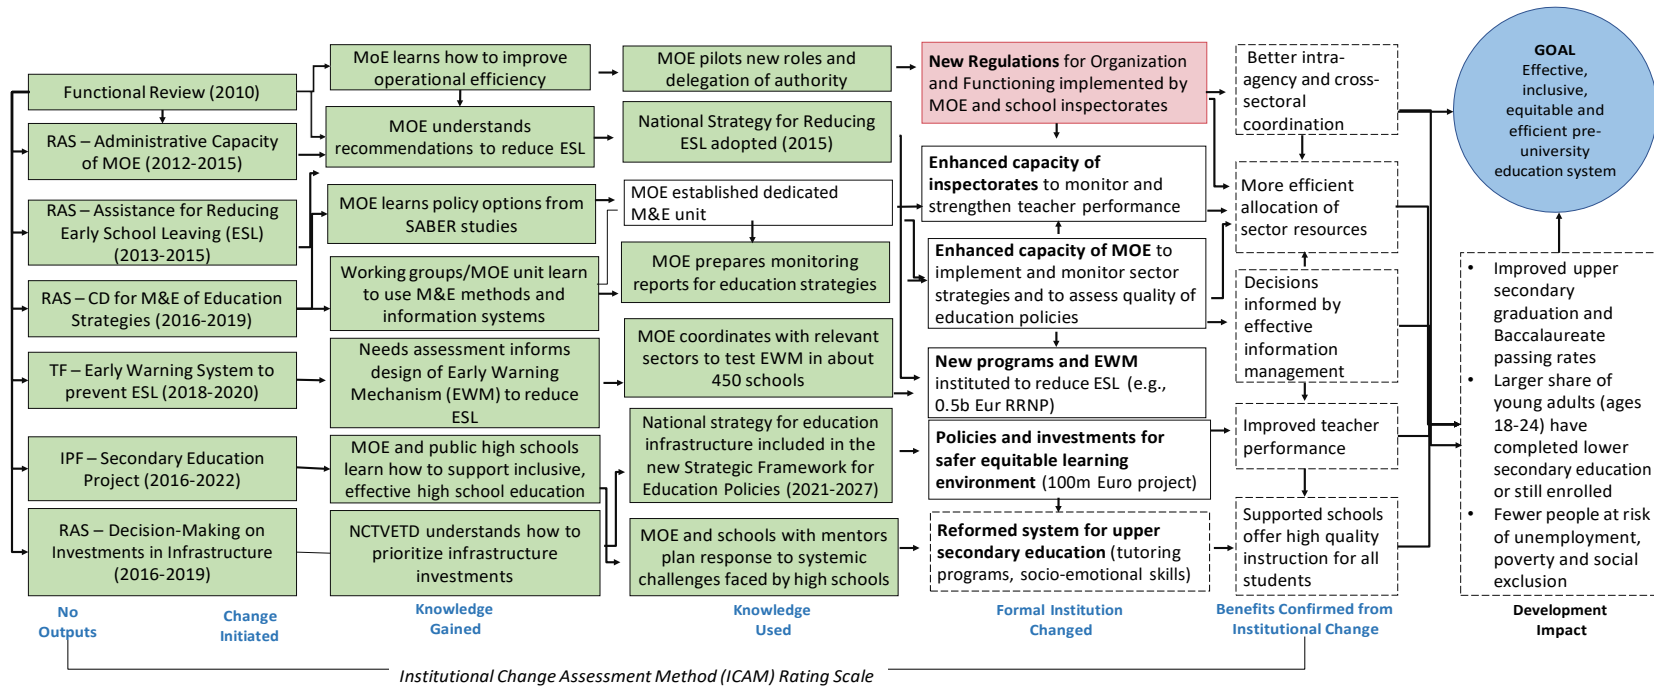 Functional Review (2010)
RAS – Administrative Capacity
of MOE (2012-2015)
RAS – Assistance for Reducing
Early School Leaving (ESL)
(2013-2015)
RAS – CD for M&E of Education
Strategies (2016-2019)
TF – Early Warning System to
prevent ESL (2018-2020)
IPF – Secondary Education
Project (2016-2022)
RAS – Decision-Making on
Investments in Infrastructure
(2016-2019)
No
Outputs
Change
Initiated
MoE learns how to improve
operational efficiency
MOE understands
recommendations to reduce ESL
MOE learns policy options from
SABER studies
Working groups/MOE unit learn
to use M&E methods and
information systems
Needs assessment informs
design of Early Warning
Mechanism (EWM) to reduce
ESL
MOE and public high schools
learn how to support inclusive,
effective high school education
NCTVETD understands how to
prioritize infrastructure
investments
Knowledge
Gained
MOE pilots new roles and
delegation of authority
National Strategy for Reducing
ESL adopted (2015)
MOE established dedicated
M&E unit
MOE prepares monitoring
reports for education strategies
MOE coordinates with relevant
sectors to test EWM in about
450 schools
National strategy for education
infrastructure included in the
new Strategic Framework for
Education Policies (2021-2027)
MOE and schools with mentors
plan response to systemic
challenges faced by high schools
Knowledge
Used
New Regulations for Organization
and Functioning implemented by
MOE and school inspectorates
Enhanced capacity of
inspectorates to monitor and
strengthen teacher performance
Enhanced capacity of MOE to
implement and monitor sector
strategies and to assess quality of
education policies
New programs and EWM
instituted to reduce ESL (e.g.,
0.5b Eur RRNP)
Policies and investments for
safer equitable learning
environment (100m Euro project)
Reformed system for upper
secondary education (tutoring
programs, socio-emotional skills)
Formal Institution
Changed
Better intra-
agency and cross-
sectoral
coordination
More efficient
allocation of
sector resources
Decisions
informed by
effective
information
management
Improved teacher
performance
Supported schools
offer high quality
instruction for all
students
Benefits Confirmed from
Institutional Change
GOAL
Effective,
inclusive,
equitable and
efficient pre-
university
education system
• Improved upper
secondary
graduation and
Baccalaureate
passing rates
• Larger share of
young adults (ages
18-24) have
completed lower
secondary education
or still enrolled
• Fewer people at risk
of unemployment,
poverty and social
exclusion
Development
Impact
Institutional Change Assessment Method (ICAM) Rating Scale